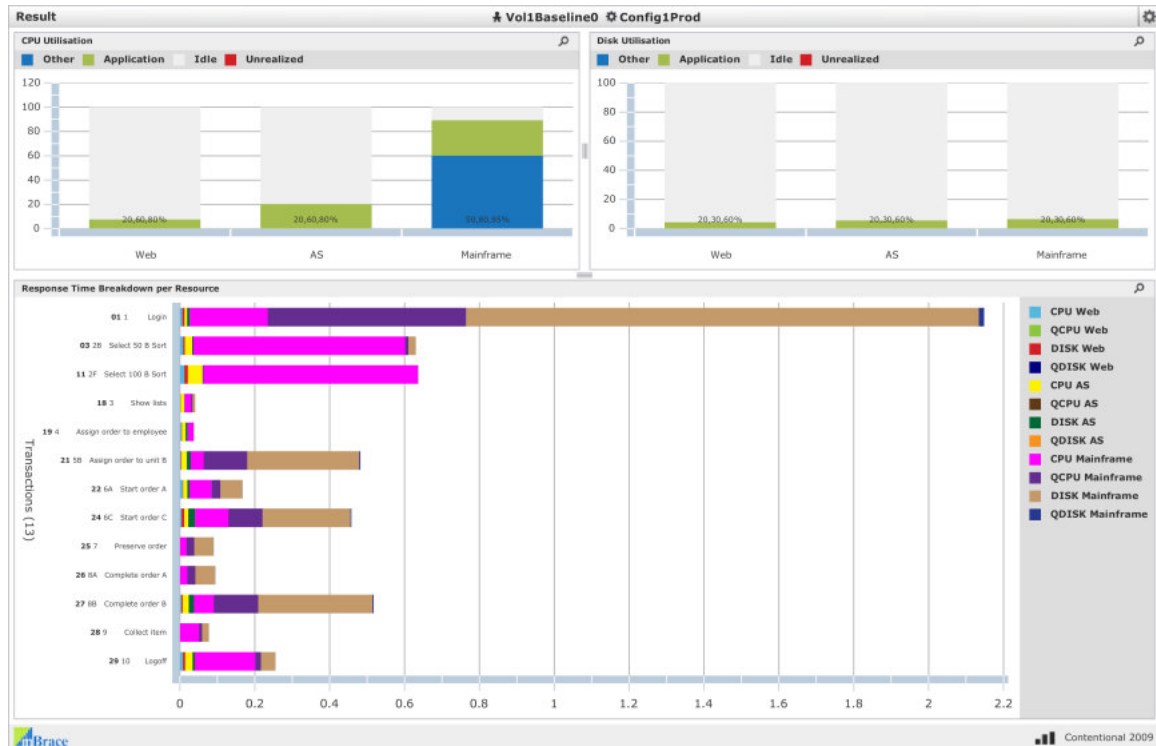 Result Vol1Baseline0 Config1Prod
CPU Utilisation
Other Application Idle Unrealized
120
100
80
60
40
20
0
20,60,80% 20,60,80% 50,80,95%
Web AS Mainframe
Disk Utilisation
Other Application Idle Unrealized
100
80
60
40
20
0
20,30,60% 20,30,60% 20,30,60%
Web AS Mainframe
Response Time Breakdown per Resource
Transactions (13)
01 1 Login
03 2B Select 50 B Sort
11 2F Select 100 B Sort
18 3 Show lists
19 4 Assign order to employee
21 5B Assign order to unit B
22 6A Start order A
24 6C Start order C
25 7 Preserve order
26 8A Complete order A
27 8B Complete order B
28 9 Collect item
29 10 Logoff
0 0.2 0.4 0.6 0.8 1 1.2 1.4 1.6 1.8 2 2.2
CPU Web
QCPU Web
DISK Web
QDISK Web
CPU AS
QCPU AS
DISK AS
QDISK AS
CPU Mainframe
QCPU Mainframe
DISK Mainframe
QDISK Mainframe
Contentional 2009